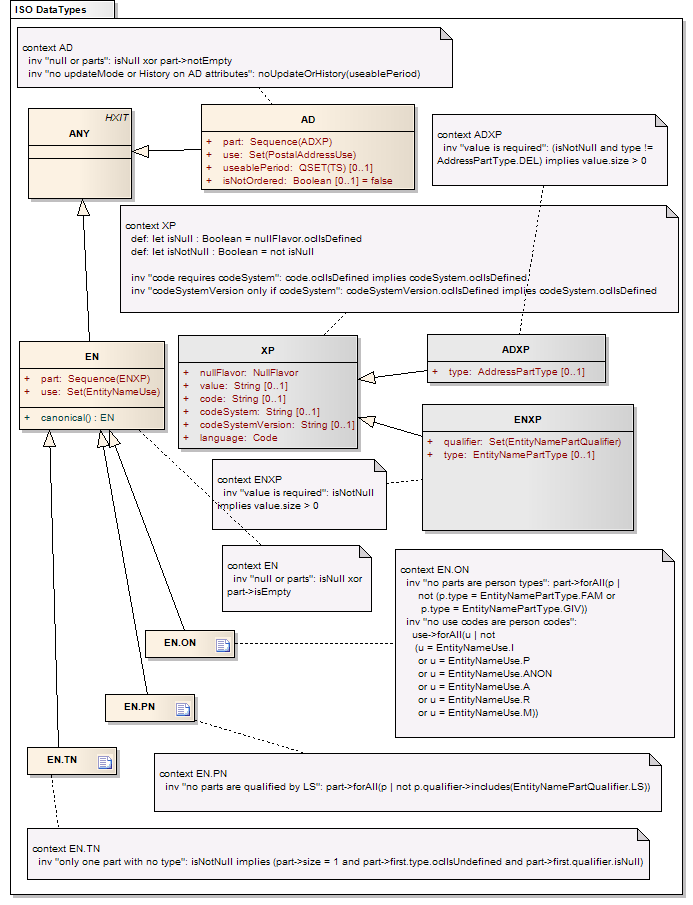 ISO DataTypes
context AD
inv "null or parts": isNull xor part->notEmpty
inv "no updateMode or History on AD attributes": noUpdateOrHistory(useablePeriod)
HXIT
ANY
AD
+ part: Sequence(ADXP)
+ use: Set(PostalAddressUse)
+ useablePeriod: QSET(TS) [0..1]
+ isNotOrdered: Boolean [0..1] = false
context ADXP
inv "value is required": (isNotNull and type !=
AddressPartType.DEL) implies value.size > 0
context XP
def: let isNull : Boolean = nullFlavor.oclIsDefined
def: let isNotNull : Boolean = not isNull
inv "code requires codeSystem": code.oclIsDefined implies codeSystem.oclIsDefined
inv "codeSystemVersion only if codeSystem": codeSystemVersion.oclIsDefined implies codeSystem.oclIsDefined
EN
+ part: Sequence(ENXP)
+ use: Set(EntityNameUse)
+ canonical() : EN
XP
+ nullFlavor: NullFlavor
+ value: String [0..1]
+ code: String [0..1]
+ codeSystem: String [0..1]
+ codeSystemVersion: String [0..1]
+ language: Code
ADXP
+ type: AddressPartType [0..1]
ENXP
+ qualifier: Set(EntityNamePartQualifier)
+ type: EntityNamePartType [0..1]
context ENXP
inv "value is required": isNotNull
implies value.size > 0
context EN
inv "null or parts": isNull xor
part->isEmpty
context EN.ON
inv "no parts are person types": part->forAll(p |
not (p.type = EntityNamePartType.FAM or
p.type = EntityNamePartType.GIV))
inv "no use codes are person codes":
use->forAll(u | not
(u = EntityNameUse.I
or u = EntityNameUse.P
or u = EntityNameUse.ANON
or u = EntityNameUse.A
or u = EntityNameUse.R
or u = EntityNameUse.M))
EN.ON
EN.PN
EN.TN
context EN.PN
inv "no parts are qualified by LS": part->forAll(p | not p.qualifier->includes(EntityNamePartQualifier.LS))
context EN.TN
inv "only one part with no type": isNotNull implies (part->size = 1 and part->first.type.oclIsUndefined and part->first.qualifier.isNull)